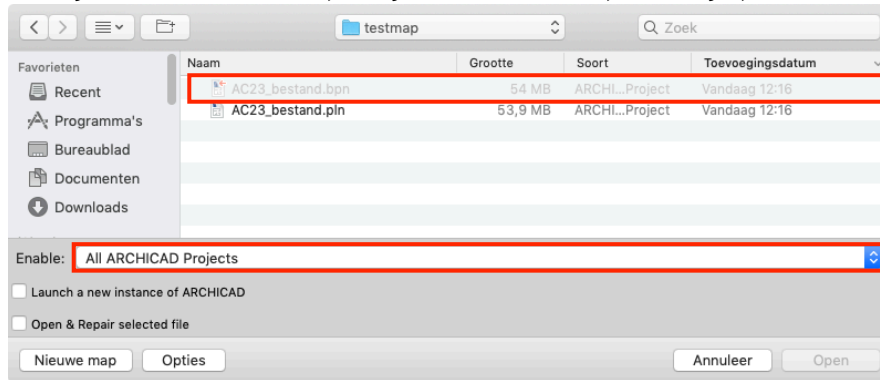 testmap
Zoek
Favorieten
Naam Grootte Soort Toevoegingsdatum
Recent
AC23_bestand.bpn 54 MB ARCHI...Project Vandaag 12:16
AC23_bestand.pln 53,9 MB ARCHI...Project Vandaag 12:16
Programma's
Bureaublad
Documenten
Downloads
Enable: All ARCHICAD Projects
Launch a new instance of ARCHICAD
Open & Repair selected file
Nieuwe map Opties Annuleer Open